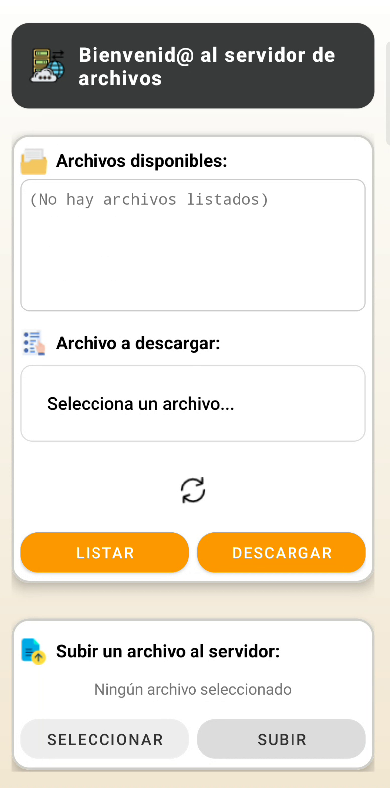 Bienvenid@ al servidor de
archivos
Archivos disponibles:
(No hay archivos listados)
Archivo a descargar:
Selecciona un archivo...
LISTAR
DESCARGAR
Subir un archivo al servidor:
Ningún archivo seleccionado
SELECCIONAR
SUBIR